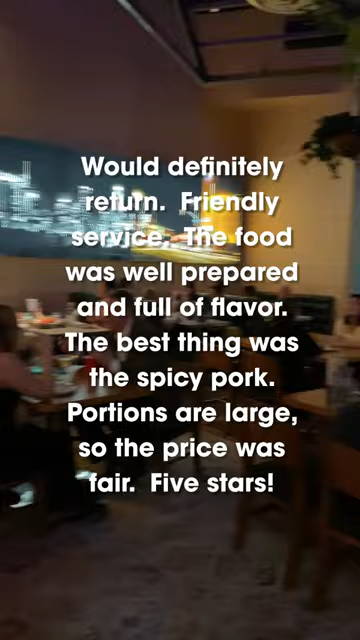 Would definitely
return.  Friendly
service.  The food
was well prepared
and full of flavor.
The best thing was
the spicy pork.
Portions are large,
so the price was
fair.  Five stars!